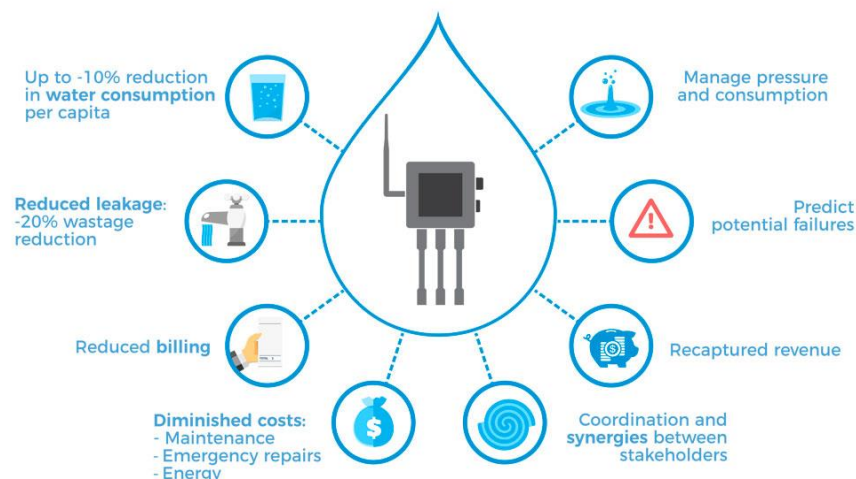 Up to -10% reduction
in water consumption
per capita
Manage pressure
and consumption
Reduced leakage:
-20% wastage
reduction
Predict
potential failures
Reduced billing
Recaptured revenue
Diminished costs:
- Maintenance
- Emergency repairs
- Energy
Coordination and
synergies between
stakeholders